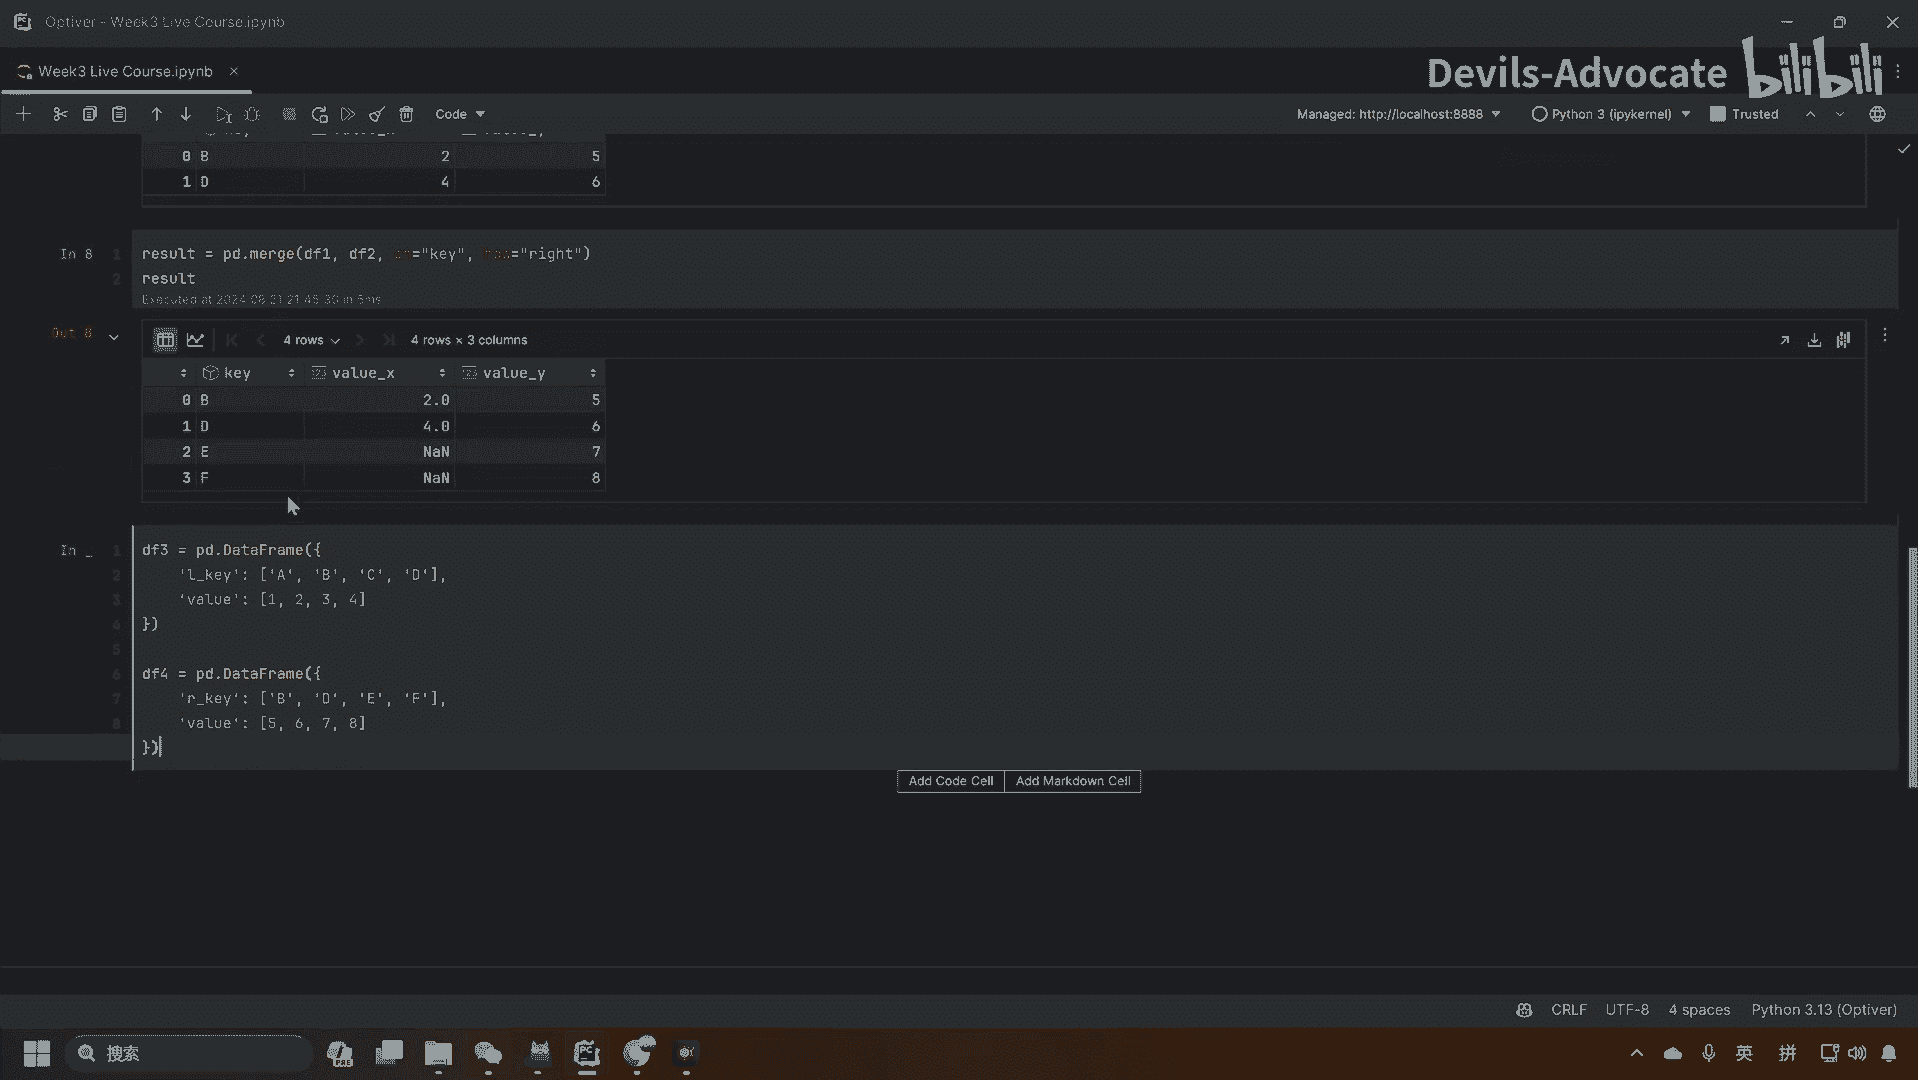 Optiver - Week3 Live Course.ipynb
Week3 Live Course.ipynb
Devils-Advocate bilibili
Code
Managed: http://localhost:8888
Python 3 (ipykernel)
Trusted
0 B 2 5
1 D 4 6
In 8
1 result = pd.merge(df1, df2, on="key", how="right")
2 result
Executed at 2024.08.31 21:45:30 in 5ms
Out 8
4 rows
4 rows × 3 columns
key value_x value_y
0 B 2.0 5
1 D 4.0 6
2 E NaN 7
3 F NaN 8
In _
1 df3 = pd.DataFrame({
2 'l_key': ['A', 'B', 'C', 'D'],
3 'value': [1, 2, 3, 4]
4 })
5
6 df4 = pd.DataFrame({
7 'r_key': ['B', 'D', 'E', 'F'],
8 'value': [5, 6, 7, 8]
})
Add Code Cell Add Markdown Cell
CRLF UTF-8 4 spaces Python 3.13 (Optiver)
搜索
PRE
PC
英
拼